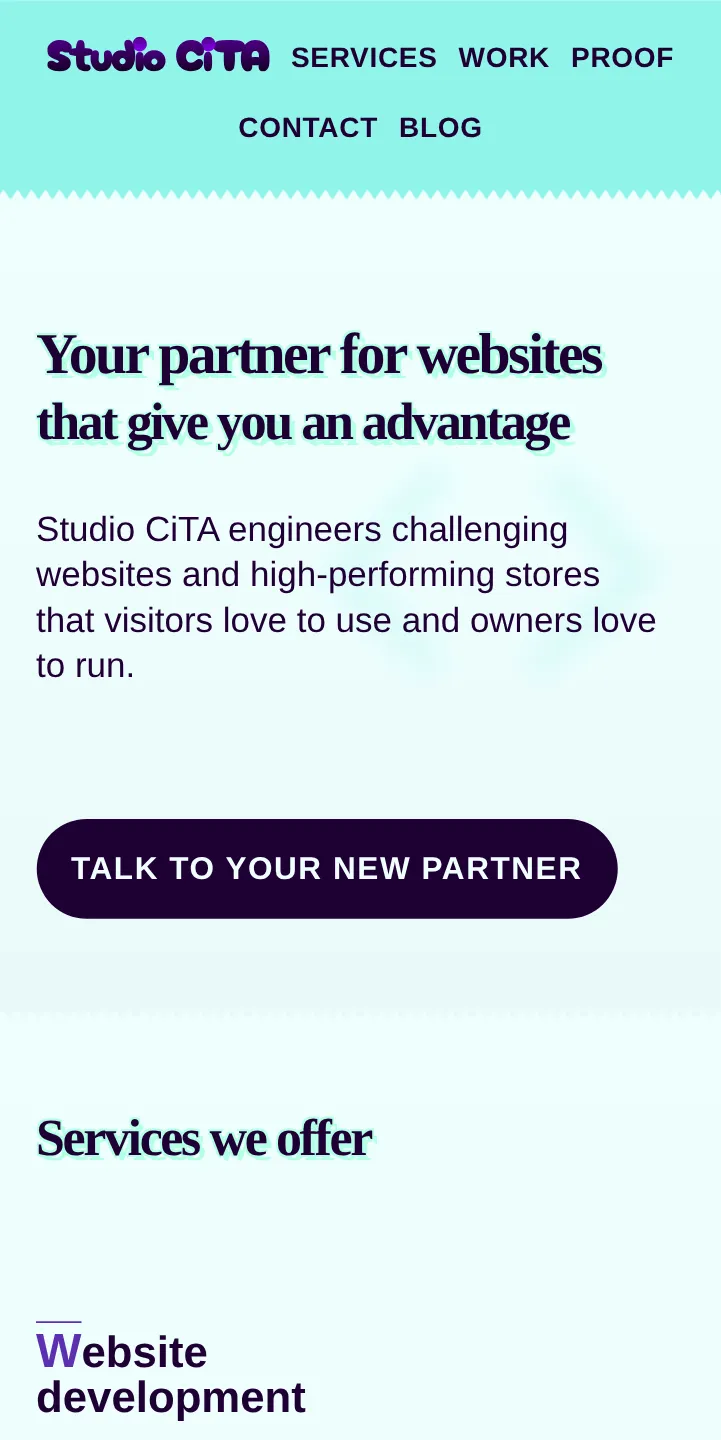 Studio CiTA SERVICES WORK PROOF
CONTACT BLOG
Your partner for websites
that give you an advantage
Studio CiTA engineers challenging
websites and high-performing stores
that visitors love to use and owners love
to run.
TALK TO YOUR NEW PARTNER
Services we offer
Website
development